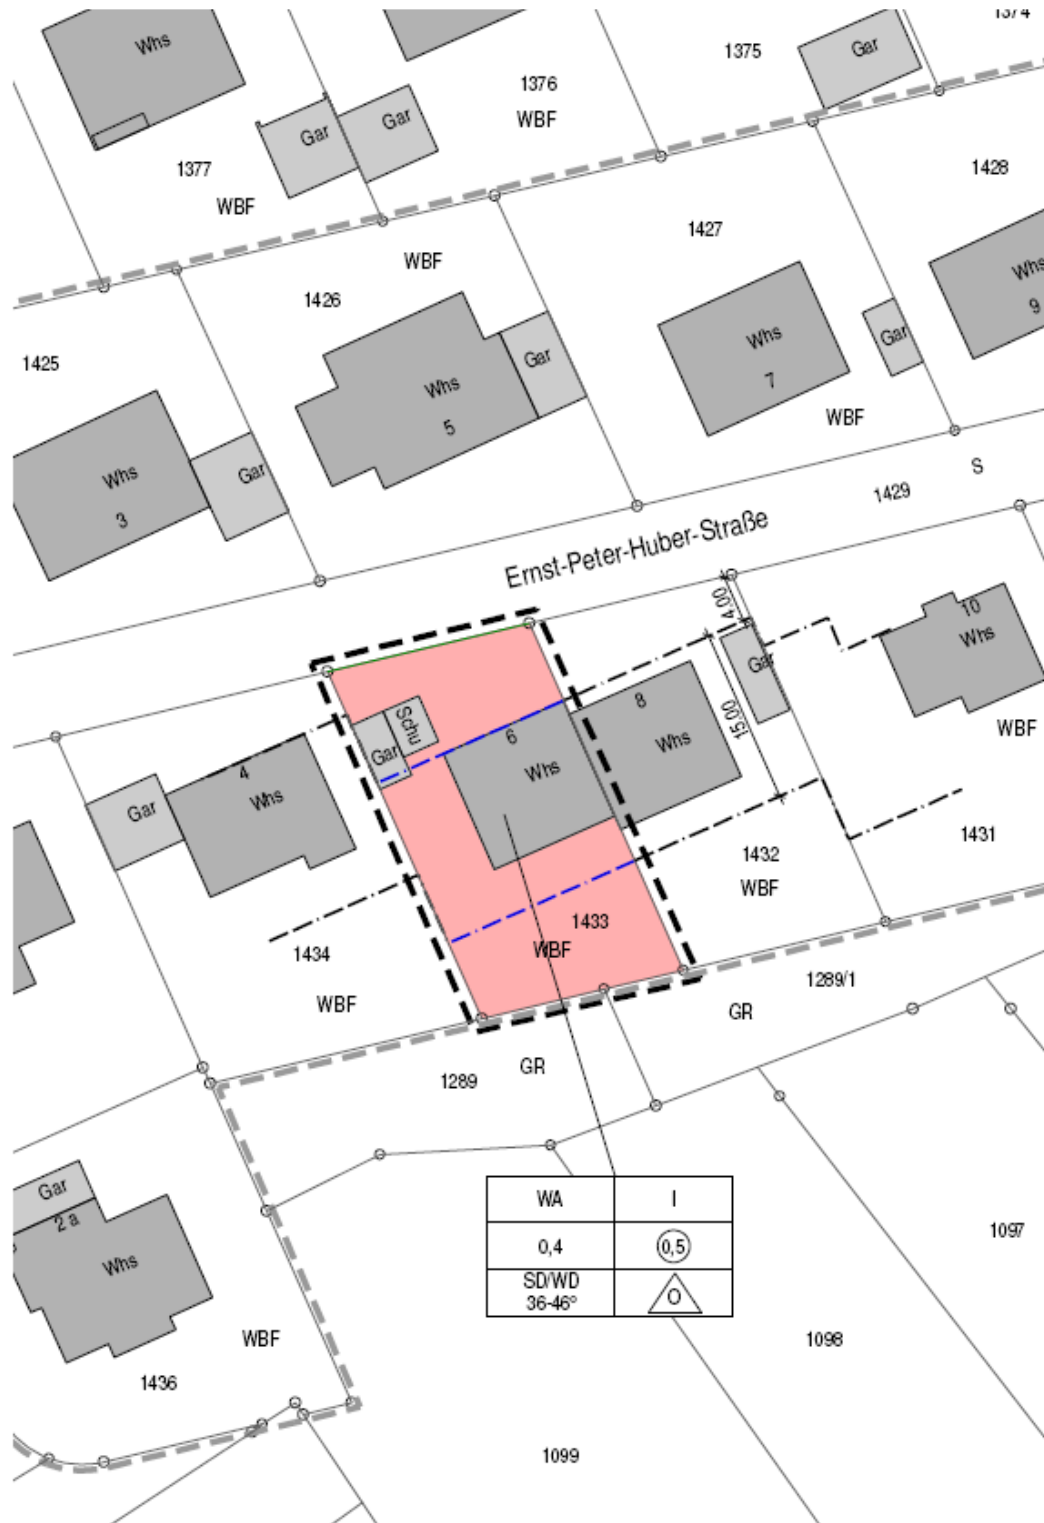 1374
Whs
Gar
1375
1376
WBF
Gar
Gar
1377
WBF
1428
1427
WBF
1426
1425
Whs
9
Gar
Whs
7
Gar
Whs
5
WBF
Whs
3
Gar
S
1429
Ernst-Peter-Huber-Straße
4.00
10
Whs
Gar
8
Whs
15.00
Schu
Gar
6
Whs
4
Whs
Gar
WBF
1431
1432
WBF
1433
WBF
1434
WBF
1289/1
GR
1289
GR
Gar
2 a
Whs
WBF
1436
WA I
0,4 0,5
SD/WD
36-46° O
1097
1098
1099